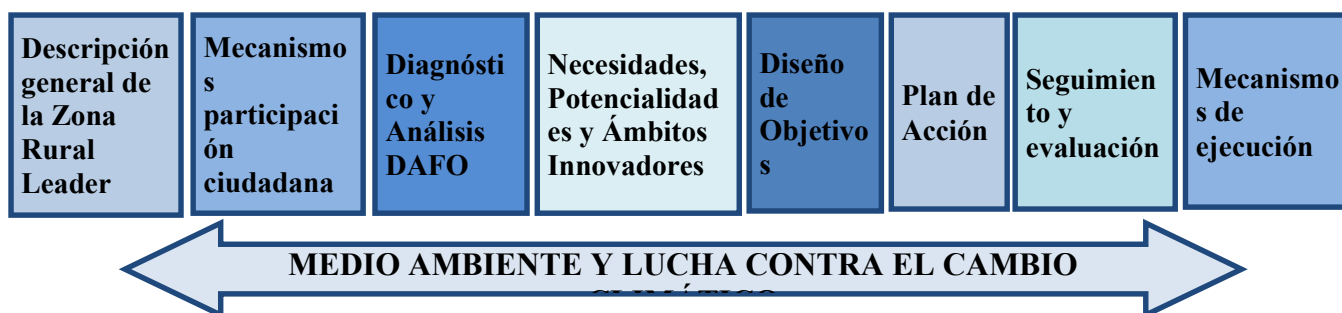 Descripción
general de
la Zona
Rural
Leader
Mecanismo
s
participaci
ón
ciudadana
Diagnósti
co y
Análisis
DAFO
Necesidades,
Potencialidad
es y Ámbitos
Innovadores
Diseño
de
Objetivo
s
Plan de
Acción
Seguimien
to y
evaluación
Mecanismo
s de
ejecución
MEDIO AMBIENTE Y LUCHA CONTRA EL CAMBIO
CLIMÁTICO